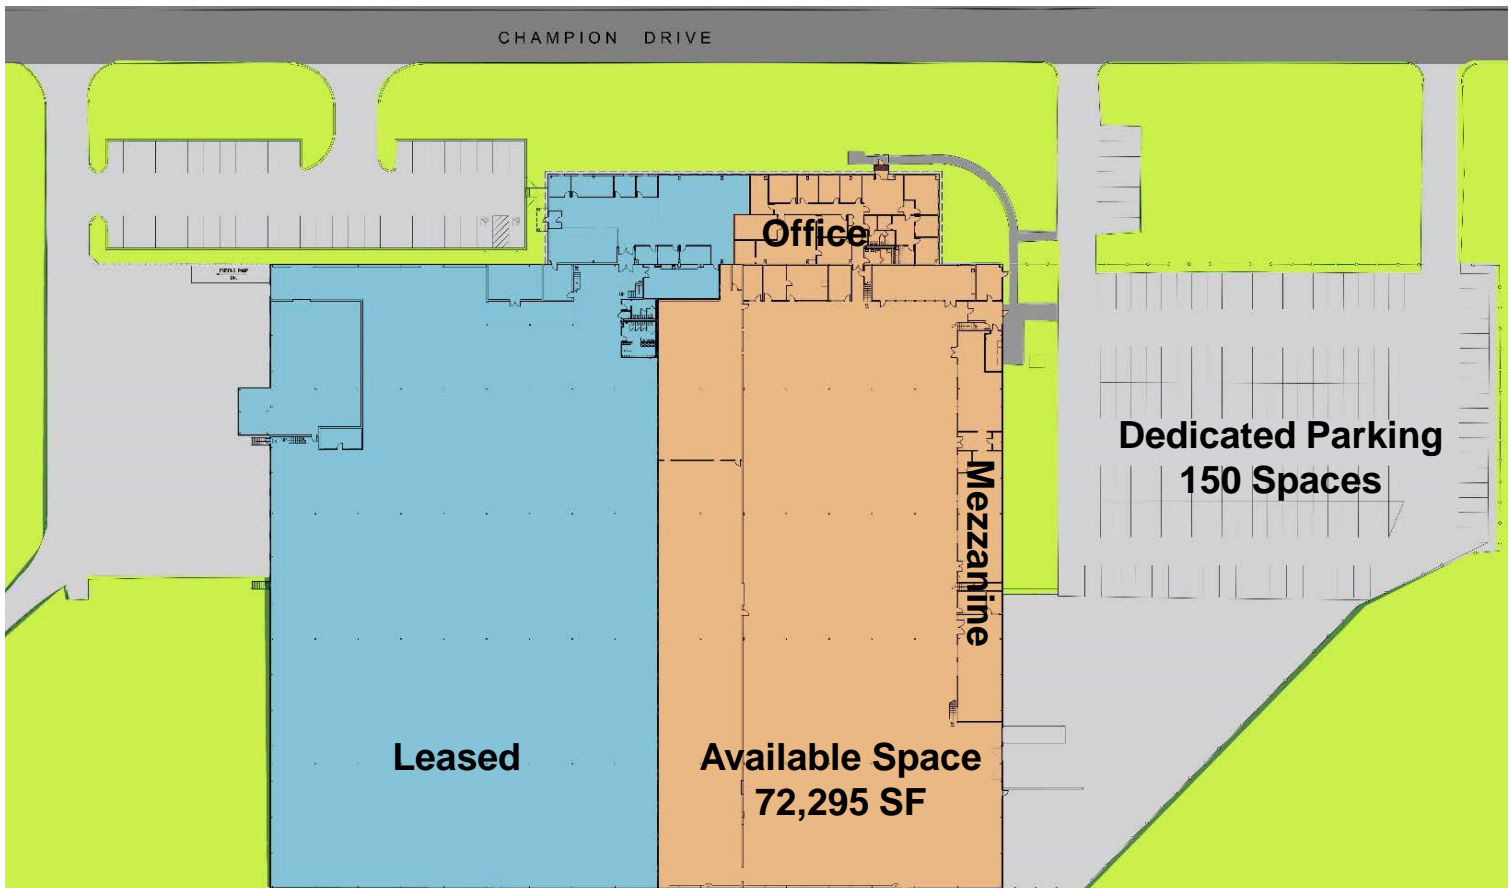 CHAMPION DRIVE
Office
Dedicated Parking
150 Spaces
Mezzanine
Leased
Available Space
72,295 SF